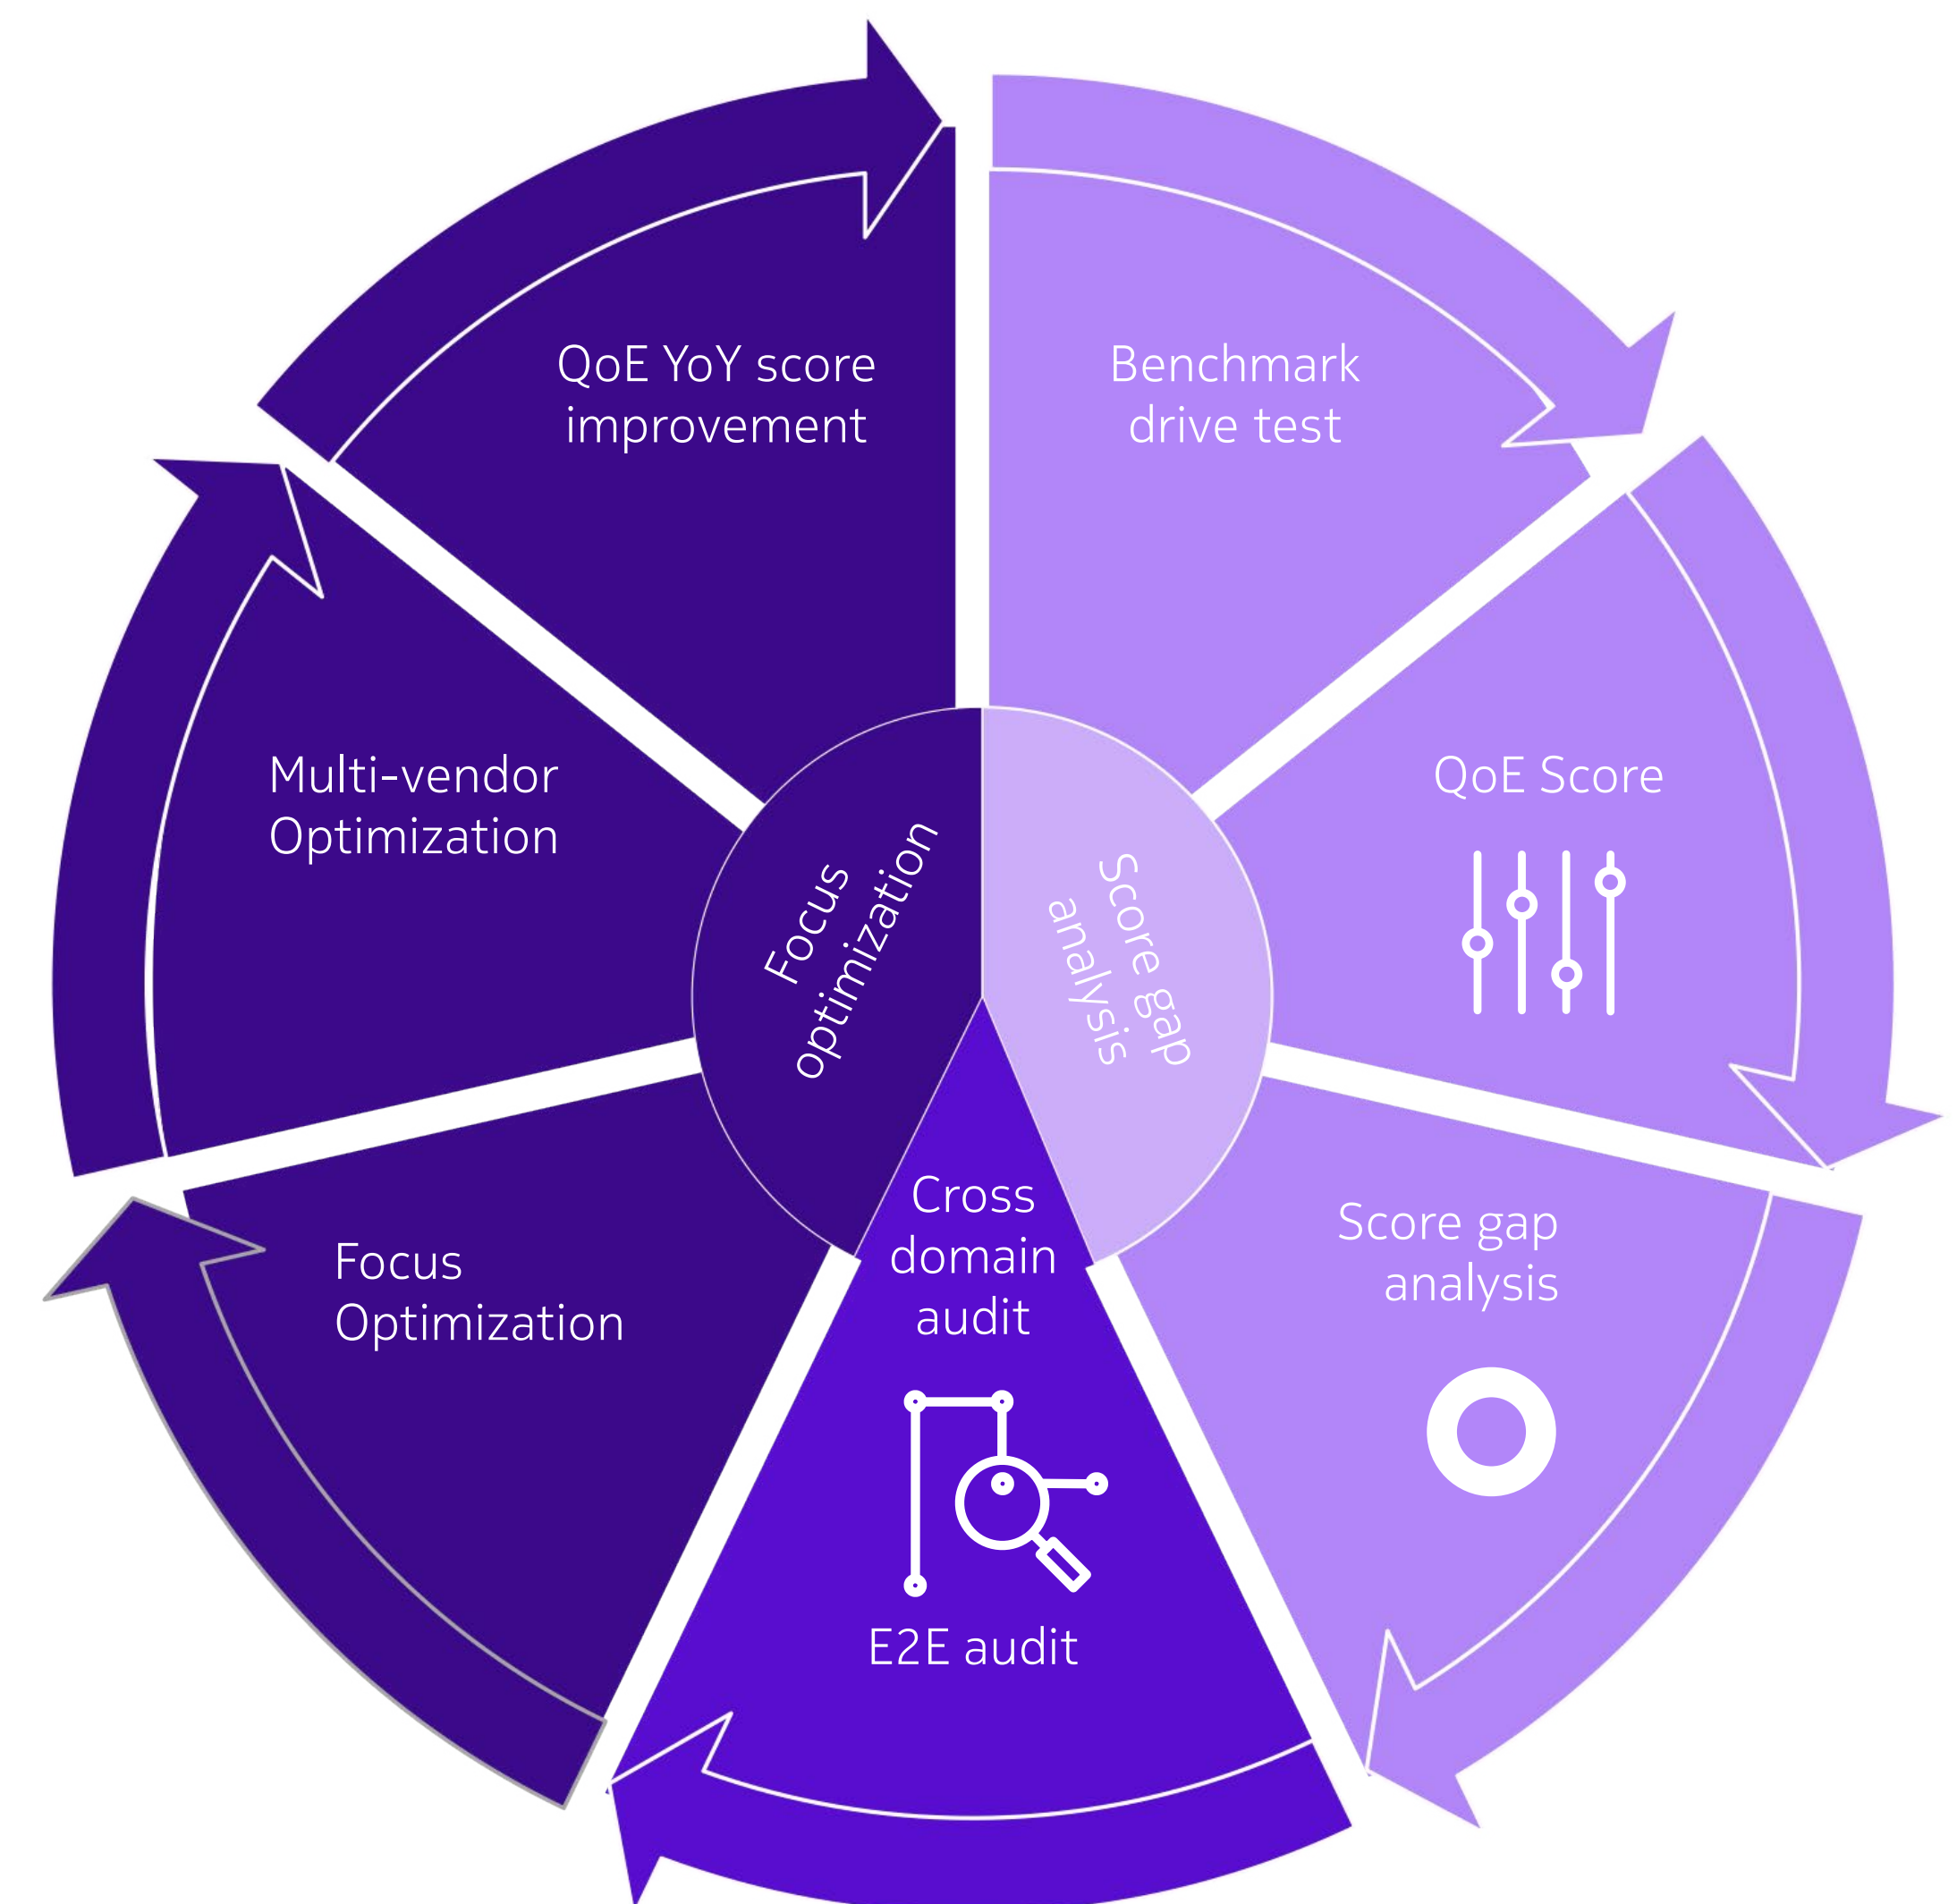 QoE YoY score
improvement
Benchmark
drive test
QoE Score
Score gap
analysis
Cross
domain
audit
E2E audit
Focus
Optimization
Multi-vendor
Optimization
Focus
optimization
Score gap
analysis